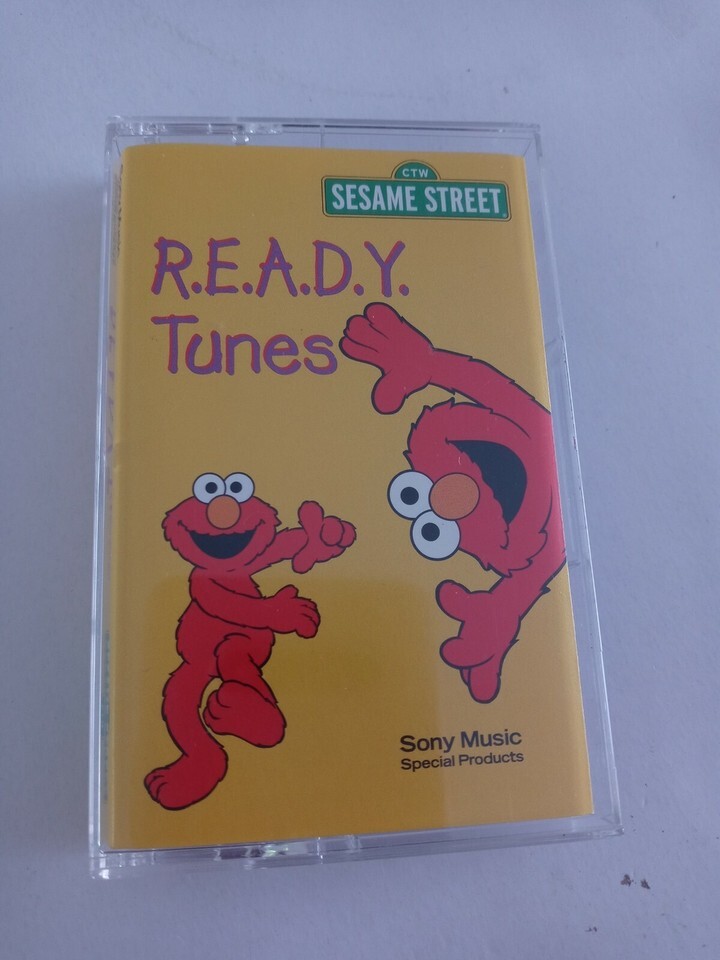 CTW
SESAME STREET
R.E.A.D.Y.
Tunes
Sony Music
Special Products